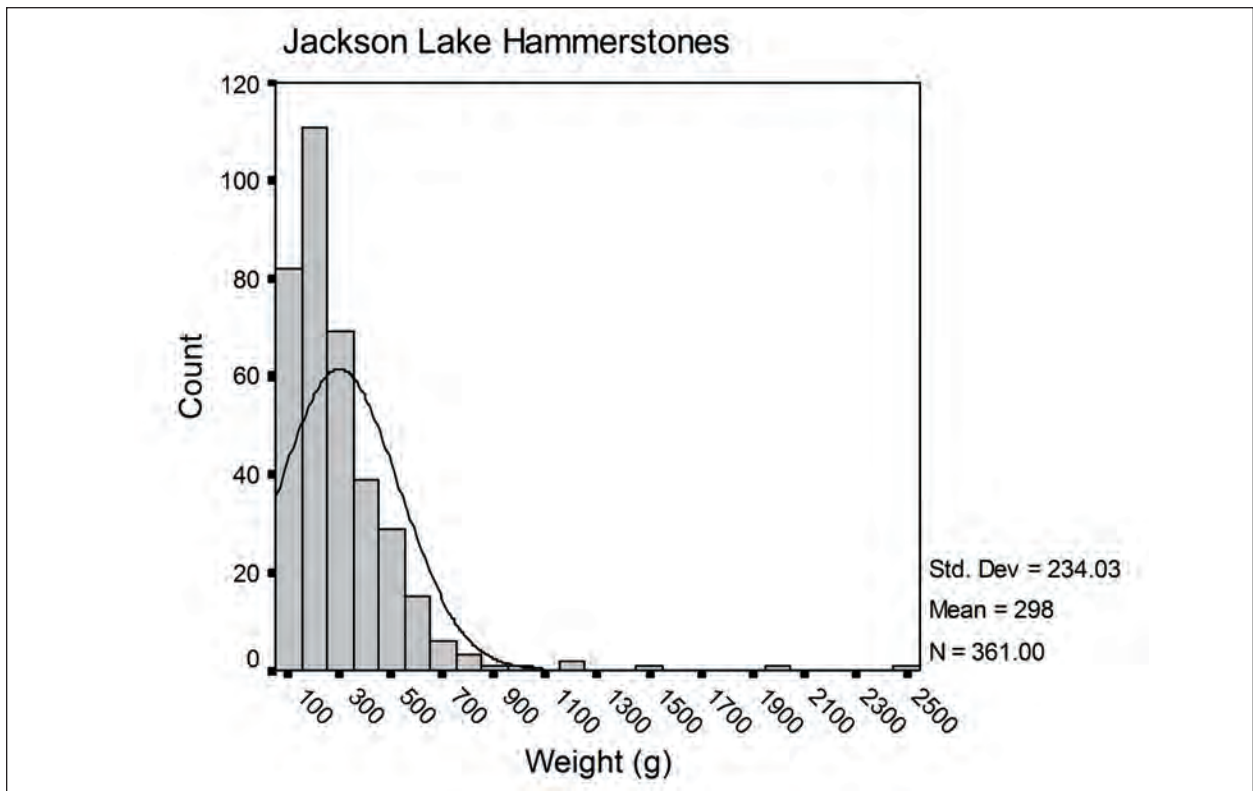 Jackson Lake Hammerstones
120
100
80
60
40
20
0
Count
100 300 500 700 900 1100 1300 1500 1700 1900 2100 2300 2500
Weight (g)
Std. Dev = 234.03
Mean = 298
N = 361.00